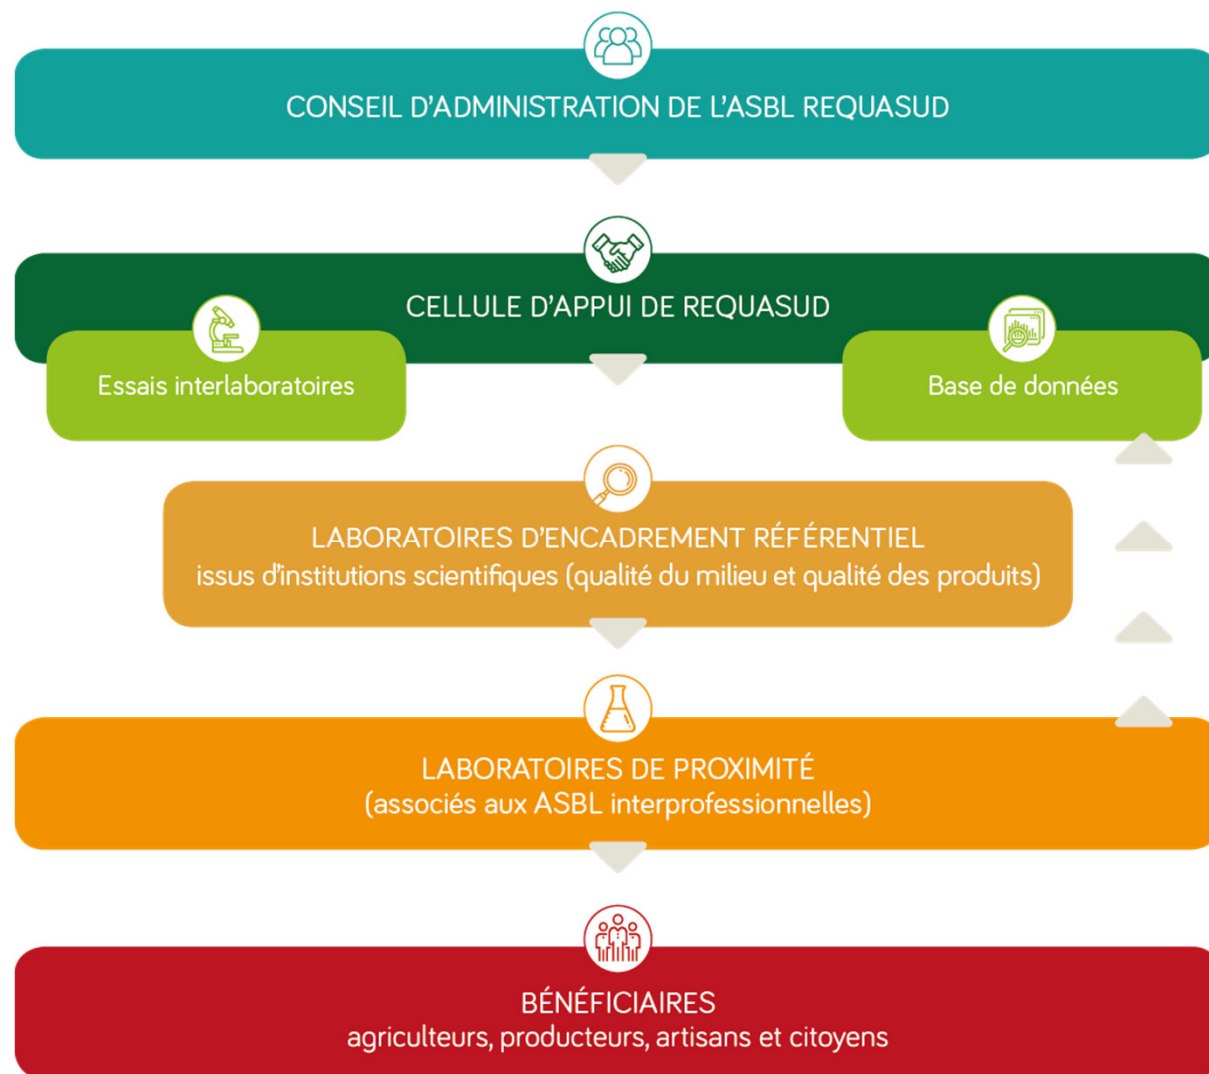 CONSEIL D'ADMINISTRATION DE L'ASBL REQUASUD
CELLULE D'APPUI DE REQUASUD
Essais interlaboratoires
Base de données
LABORATOIRES D'ENCADREMENT RÉFÉRENTIEL
issus d'institutions scientifiques (qualité du milieu et qualité des produits)
LABORATOIRES DE PROXIMITÉ
(associés aux ASBL interprofessionnelles)
BÉNÉFICIAIRES
agriculteurs, producteurs, artisans et citoyens